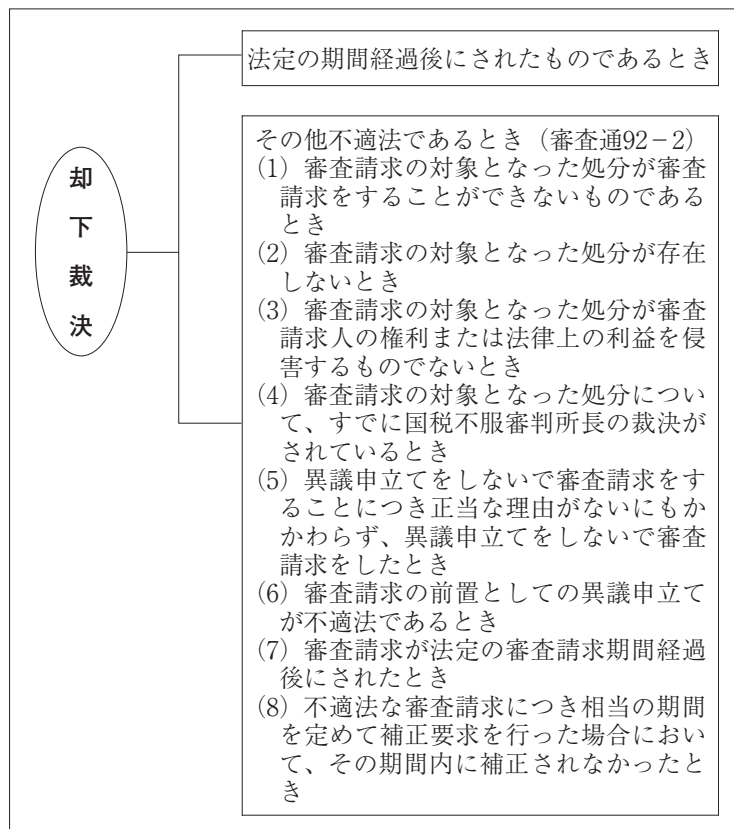 却下裁決
法定の期間経過後にされたものであるとき
その他不適法であるとき（審査通92－2）
(1) 審査請求の対象となった処分が審査
請求をすることができないものである
とき
(2) 審査請求の対象となった処分が存在
しないとき
(3) 審査請求の対象となった処分が審査
請求人の権利または法律上の利益を侵
害するものでないとき
(4) 審査請求の対象となった処分につい
て、すでに国税不服審判所長の裁決が
されているとき
(5) 異議申立てをしないで審査請求をす
ることにつき正当な理由がないにもか
かわらず、異議申立てをしないで審査
請求をしたとき
(6) 審査請求の前置としての異議申立て
が不適法であるとき
(7) 審査請求が法定の審査請求期間経過
後にされたとき
(8) 不適法な審査請求につき相当の期間
を定めて補正要求を行った場合におい
て、その期間内に補正されなかったと
き